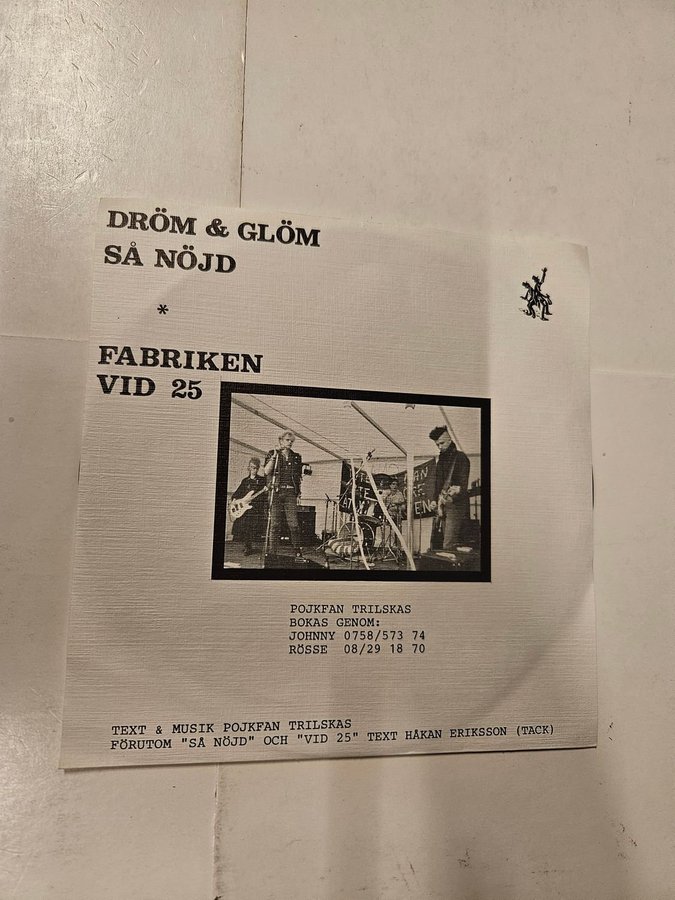 DRÖM & GLÖM
SÅ NÖJD
*
FABRIKEN
VID 25
POJKFAN TRILSKAS
BOKAS GENOM:
JOHNNY 0758/573 74
RÖSSE 08/29 18 70
TEXT & MUSIK POJKFAN TRILSKAS
FÖRUTOM "SÅ NÖJD" OCH "VID 25" TEXT HÅKAN ERIKSSON (TACK)